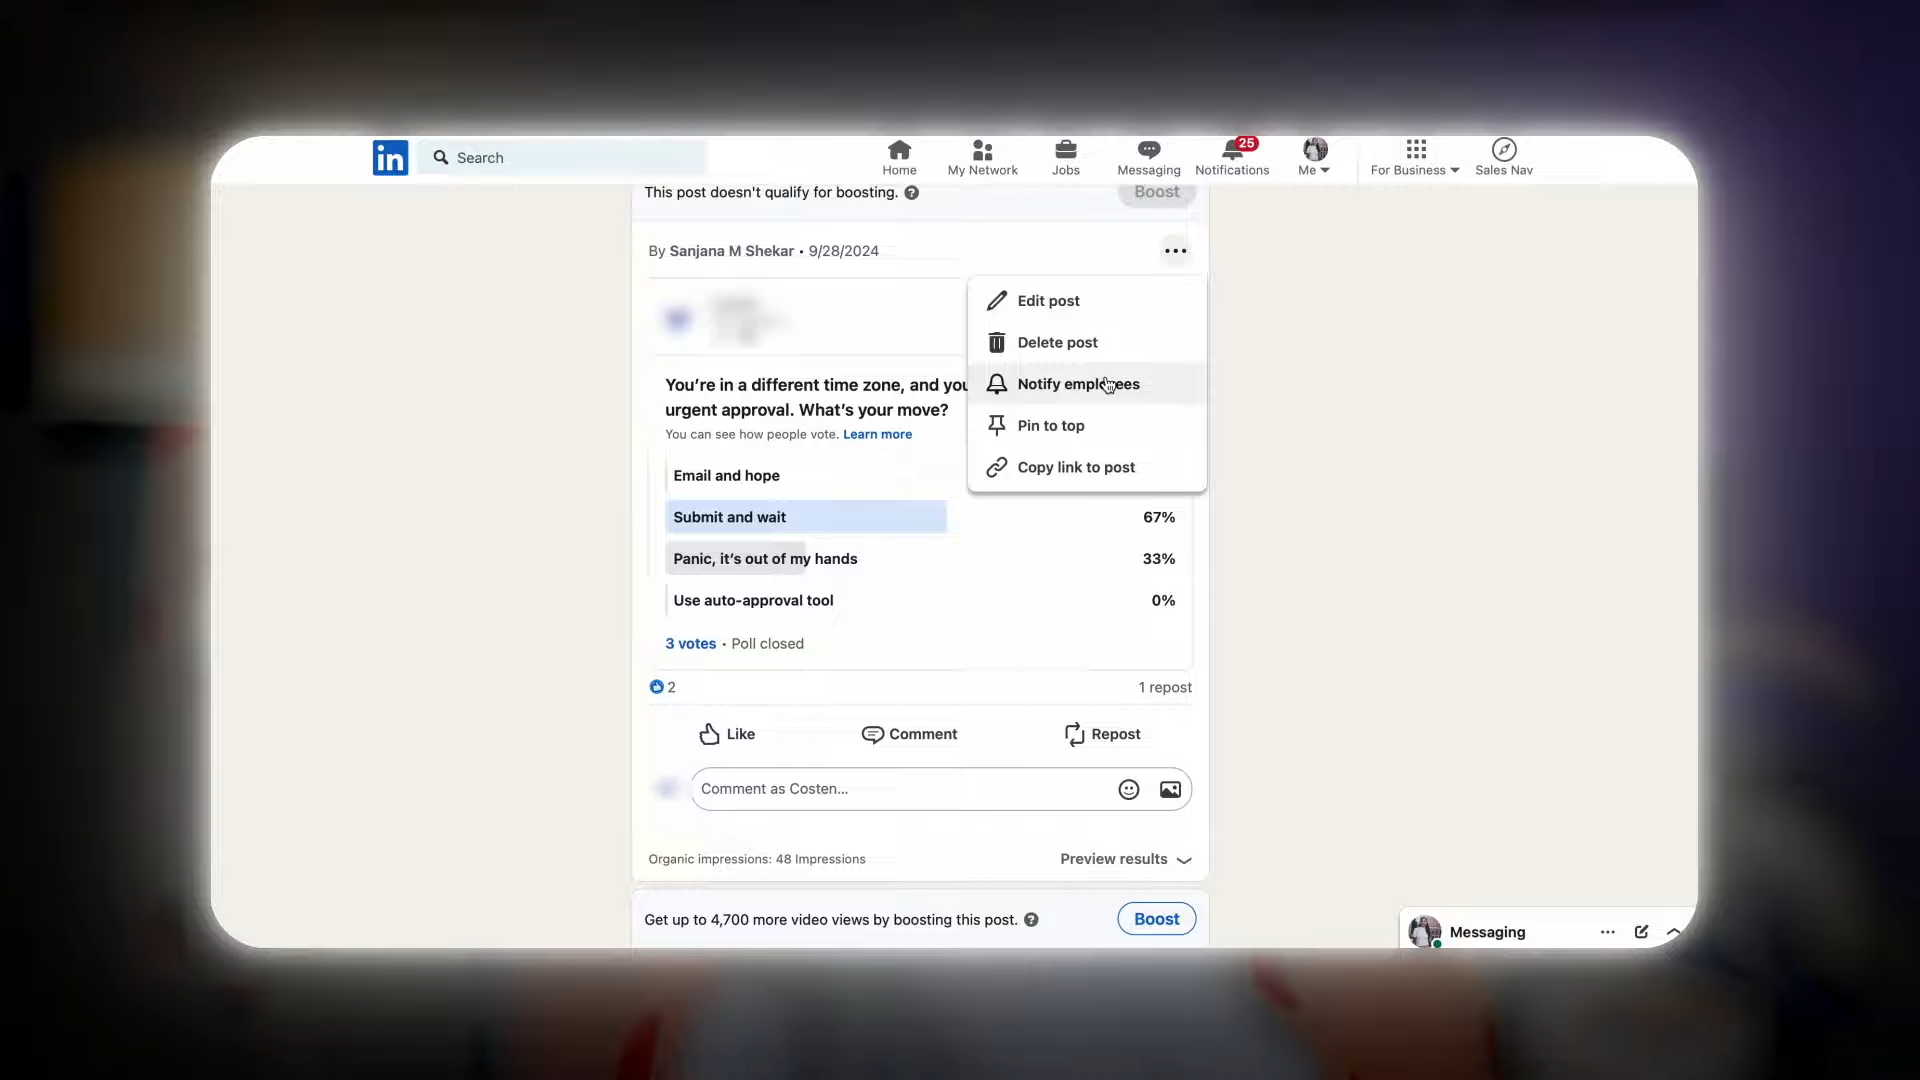 in
Search
Home
My Network
Jobs
Messaging
25
Notifications
Me
For Business
Sales Nav
This post doesn't qualify for boosting. ?
Boost
By Sanjana M Shekar • 9/28/2024
Edit post
Delete post
Notify employees
Pin to top
Copy link to post
You're in a different time zone, and you
urgent approval. What's your move?
You can see how people vote. Learn more
Email and hope
Submit and wait 67%
Panic, it's out of my hands 33%
Use auto-approval tool 0%
3 votes • Poll closed
2
1 repost
Like
Comment
Repost
Comment as Costen...
Organic impressions: 48 Impressions
Preview results
Get up to 4,700 more video views by boosting this post. ?
Boost
Messaging